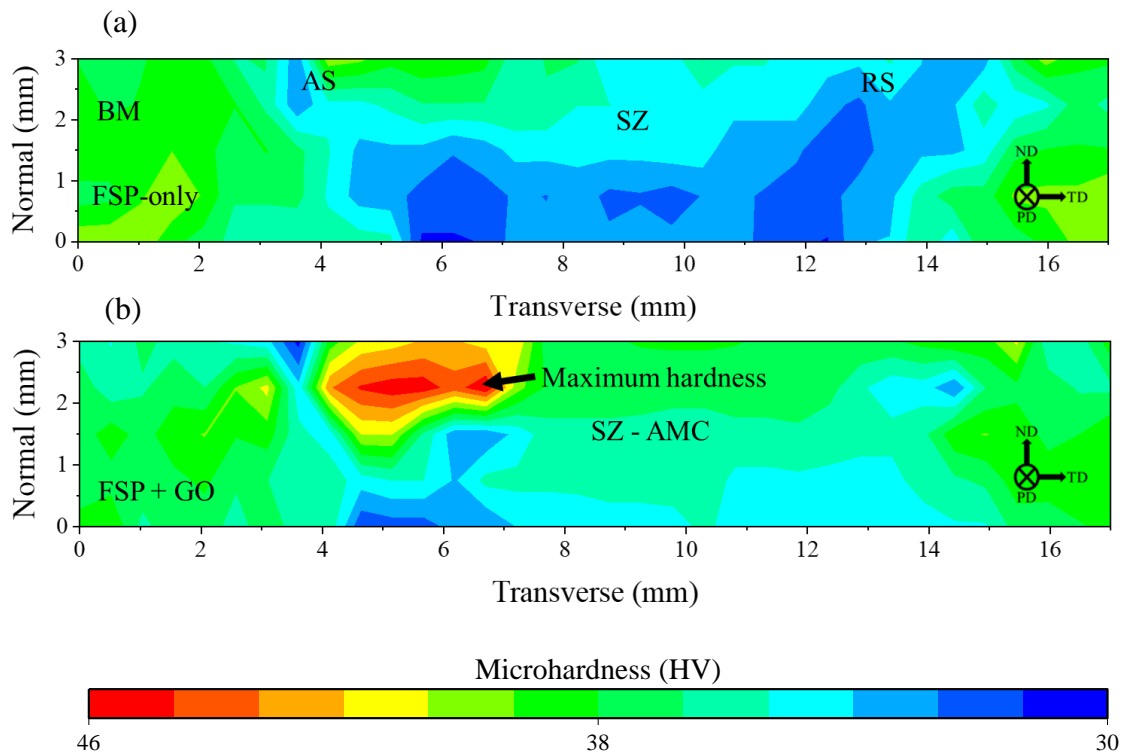 (a)
3
2
1
0
Normal (mm)
BM
AS
SZ
RS
FSP-only
ND
TD
PD
0 2 4 6 8 10 12 14 16
Transverse (mm)
(b)
3
2
1
0
Normal (mm)
Maximum hardness
SZ - AMC
FSP + GO
ND
TD
PD
0 2 4 6 8 10 12 14 16
Transverse (mm)
Microhardness (HV)
46 38 30